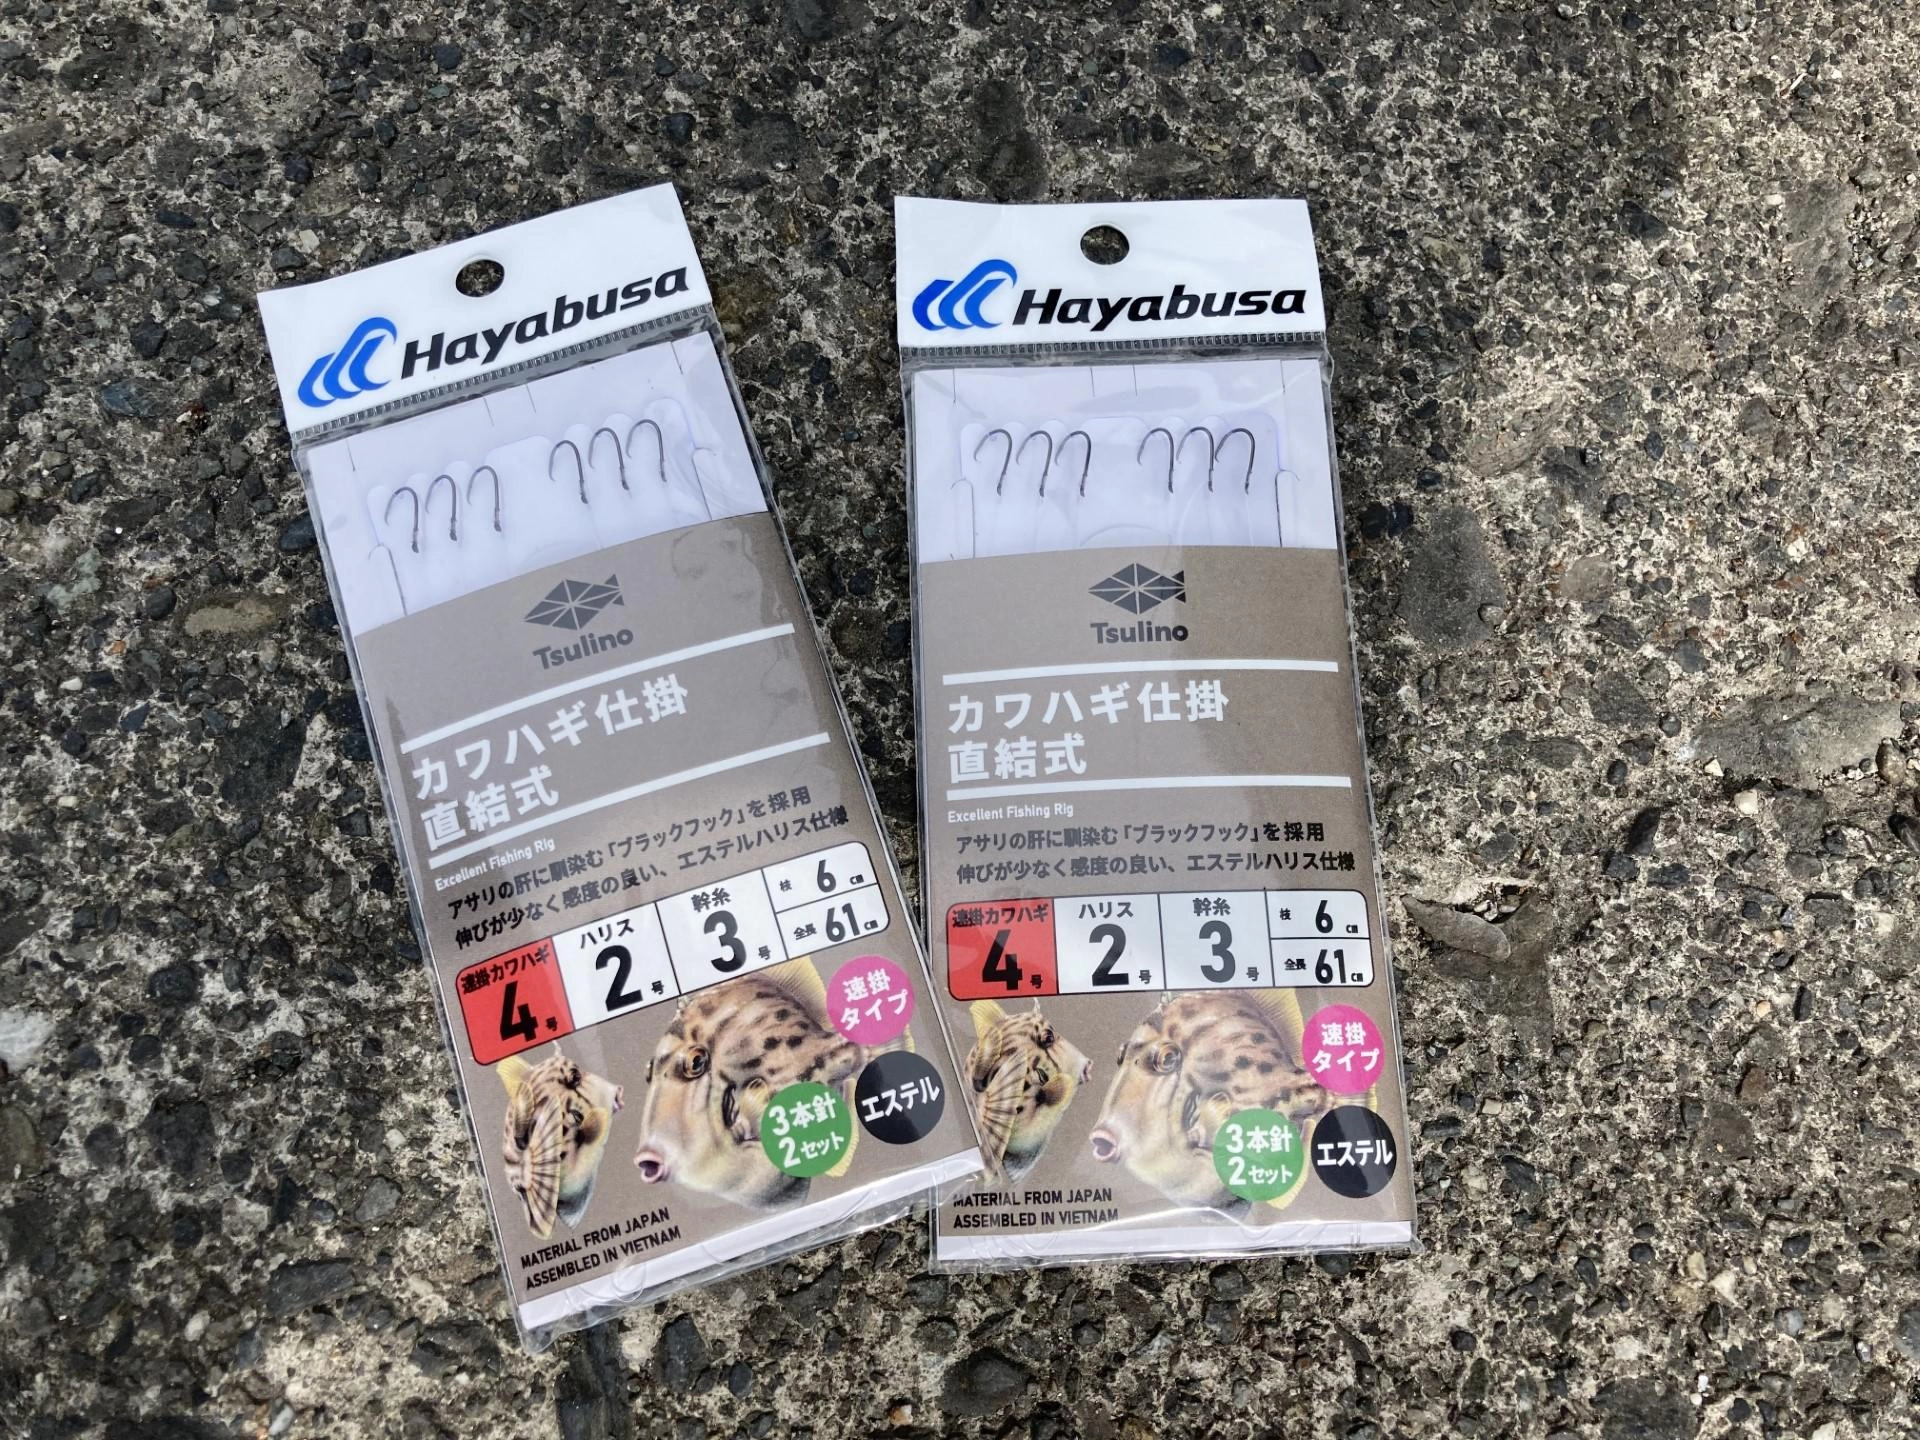 Hayabusa
Tsulino
カワハギ仕掛
直結式
Excellent Fishing Rig
アサリの肝に馴染む「ブラックフック」を採用
伸びが少なく感度の良い、エステルハリス仕様
速掛カワハギ
4号
ハリス
2号
幹糸
3号
枝 6cm
全長 61cm
速掛
タイプ
3本針
2セット
エステル
MATERIAL FROM JAPAN
ASSEMBLED IN VIETNAM
Hayabusa
Tsulino
カワハギ仕掛
直結式
Excellent Fishing Rig
アサリの肝に馴染む「ブラックフック」を採用
伸びが少なく感度の良い、エステルハリス仕様
速掛カワハギ
4号
ハリス
2号
幹糸
3号
枝 6cm
全長 61cm
速掛
タイプ
3本針
2セット
エステル
MATERIAL FROM JAPAN
ASSEMBLED IN VIETNAM